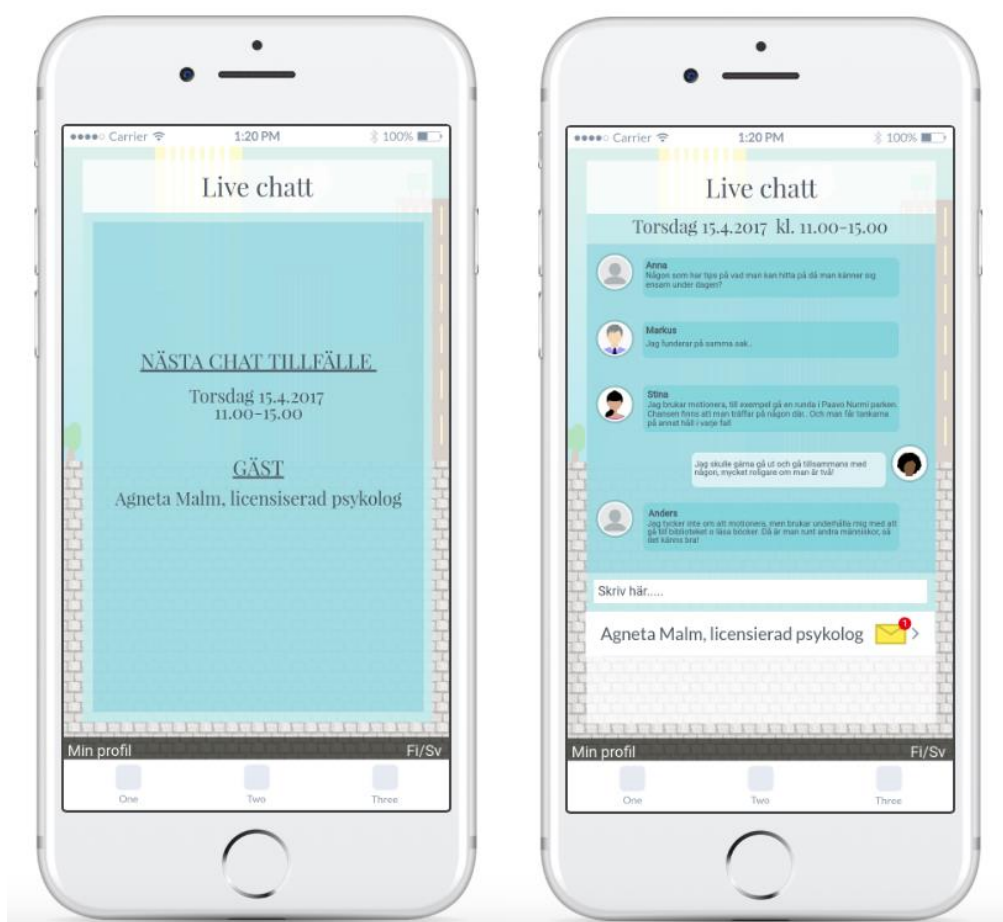 Carrier 1:20 PM 100%
Live chatt
NÄSTA CHAT TILLFÄLLE
Torsdag 15.4.2017
11.00-15.00
GÄST
Agneta Malm, licensiserad psykolog
Min profil Fi/Sv
One Two Three
Carrier 1:20 PM 100%
Live chatt
Torsdag 15.4.2017 kl. 11.00-15.00
Anna
Någon som har tips på vad man kan hitta på då man känner sig
ensam under dagen?
Markus
Jag funderar på samma sak..
Stina
Jag brukar motionera, till exempel gå en runda i Paavo Nurmi parken.
Chansen finns att man träffar på någon där.. Och man får tankarna
på annat håll i varje fall
Jag skulle gärna gå ut och gå tillsammans med
någon, mycket roligare om man är två!
Anders
Jag tycker inte om att motionera, men brukar underhålla mig med att
gå till biblioteket o läsa böcker. Då är man runt andra människor, så
det känns bra!
Skriv här.....
Agneta Malm, licensierad psykolog 1
Min profil Fi/Sv
One Two Three